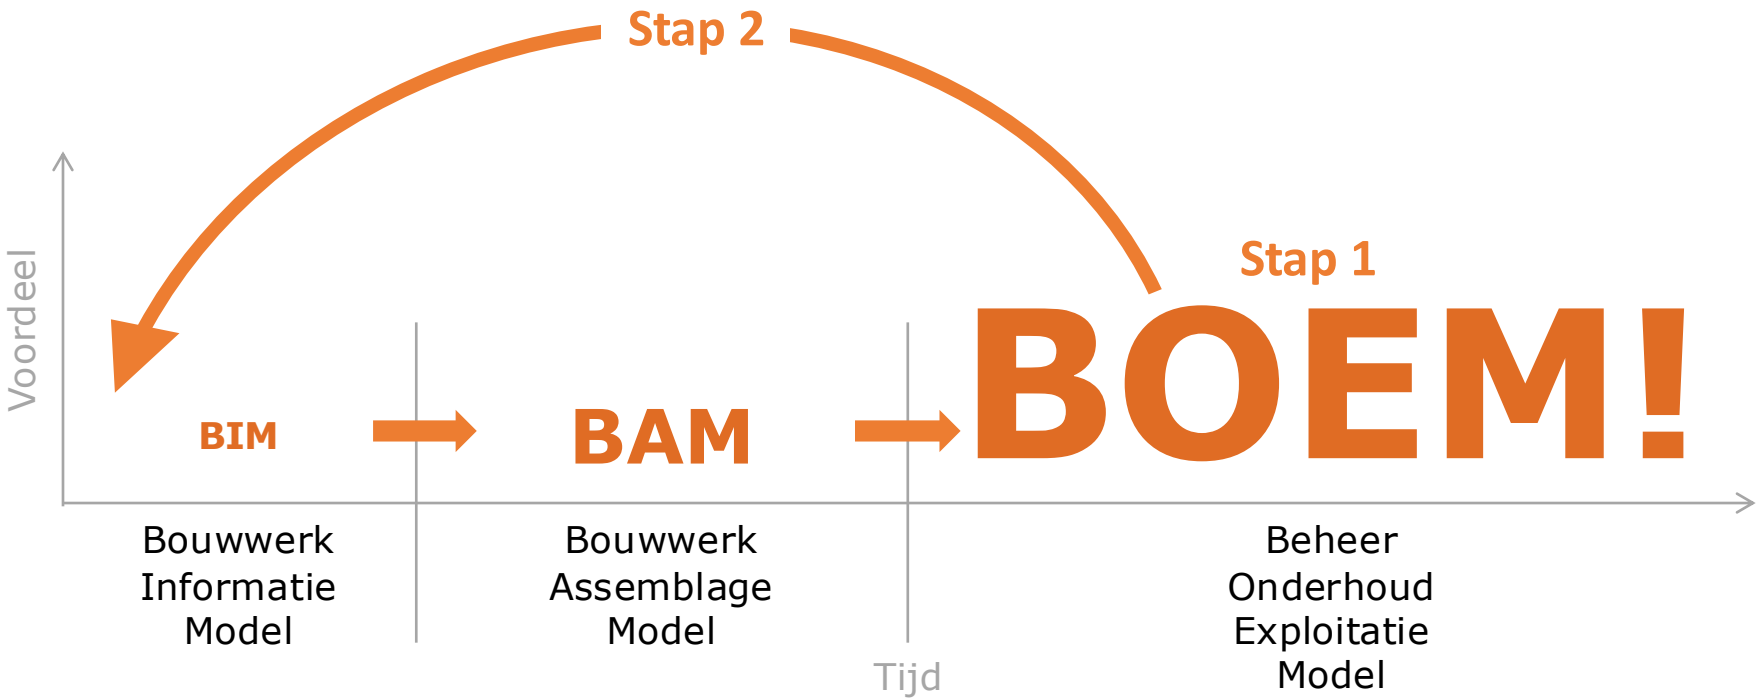 Stap 2
Stap 1
Voordeel
BIM
BAM
BOEM!
Bouwwerk
Informatie
Model
Bouwwerk
Assemblage
Model
Beheer
Onderhoud
Exploitatie
Model
Tijd